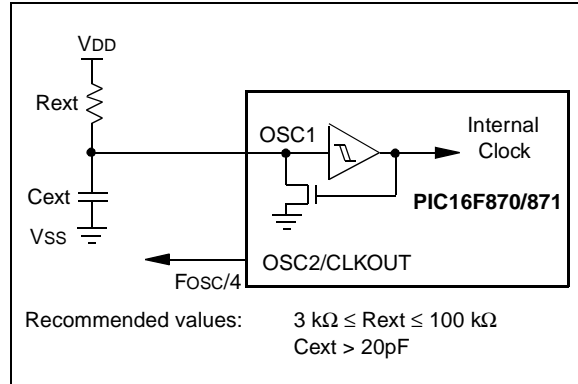 VDD
Rext
OSC1
Internal
Clock
Cext
PIC16F870/871
VSS
OSC2/CLKOUT
FOSC/4
Recommended values: 3 kΩ ≤ Rext ≤ 100 kΩ
Cext > 20pF